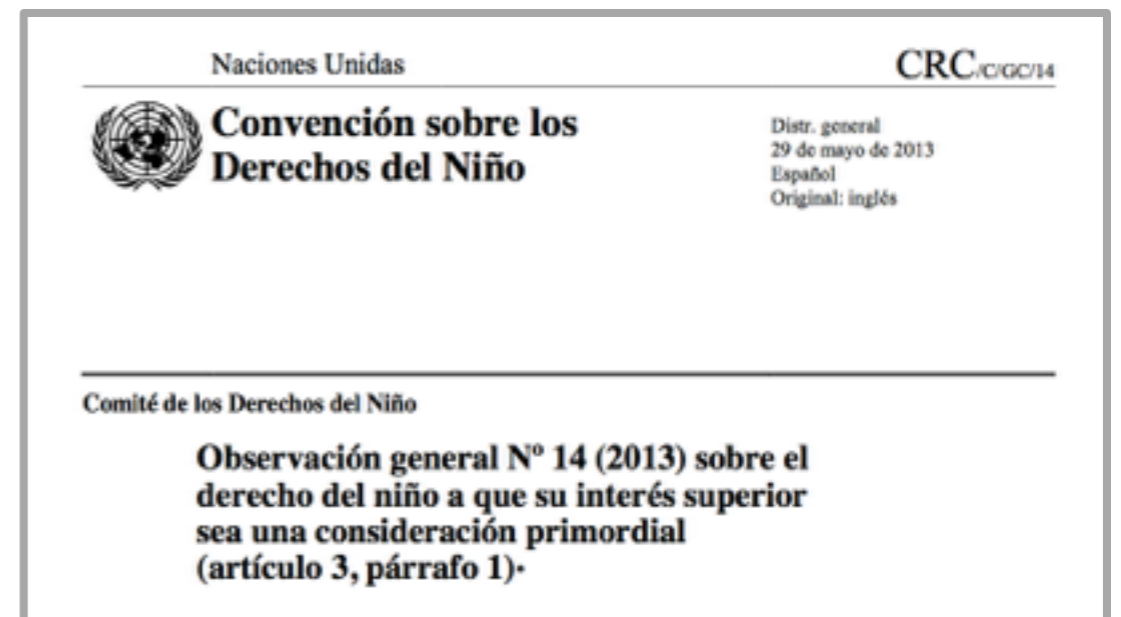 Naciones Unidas
CRC/C/GC/14
Convención sobre los
Derechos del Niño
Distr. general
29 de mayo de 2013
Español
Original: inglés
Comité de los Derechos del Niño
Observación general Nº 14 (2013) sobre el
derecho del niño a que su interés superior
sea una consideración primordial
(artículo 3, párrafo 1)*